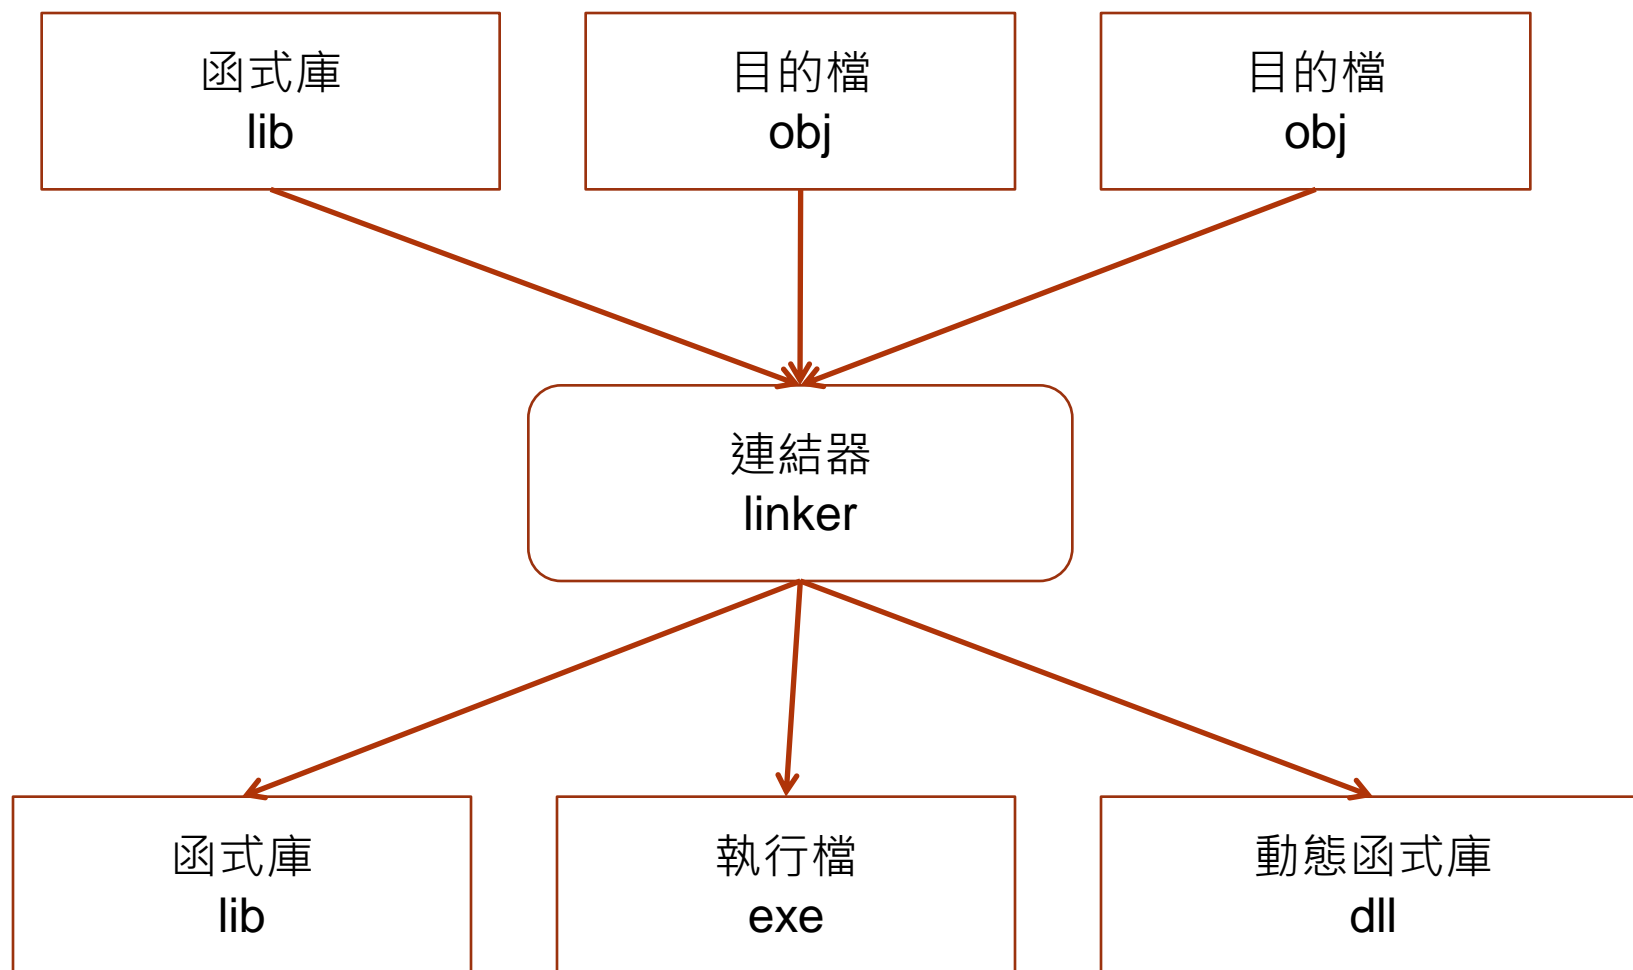 函式庫
lib
目的檔
obj
目的檔
obj
連結器
linker
函式庫
lib
執行檔
exe
動態函式庫
dll